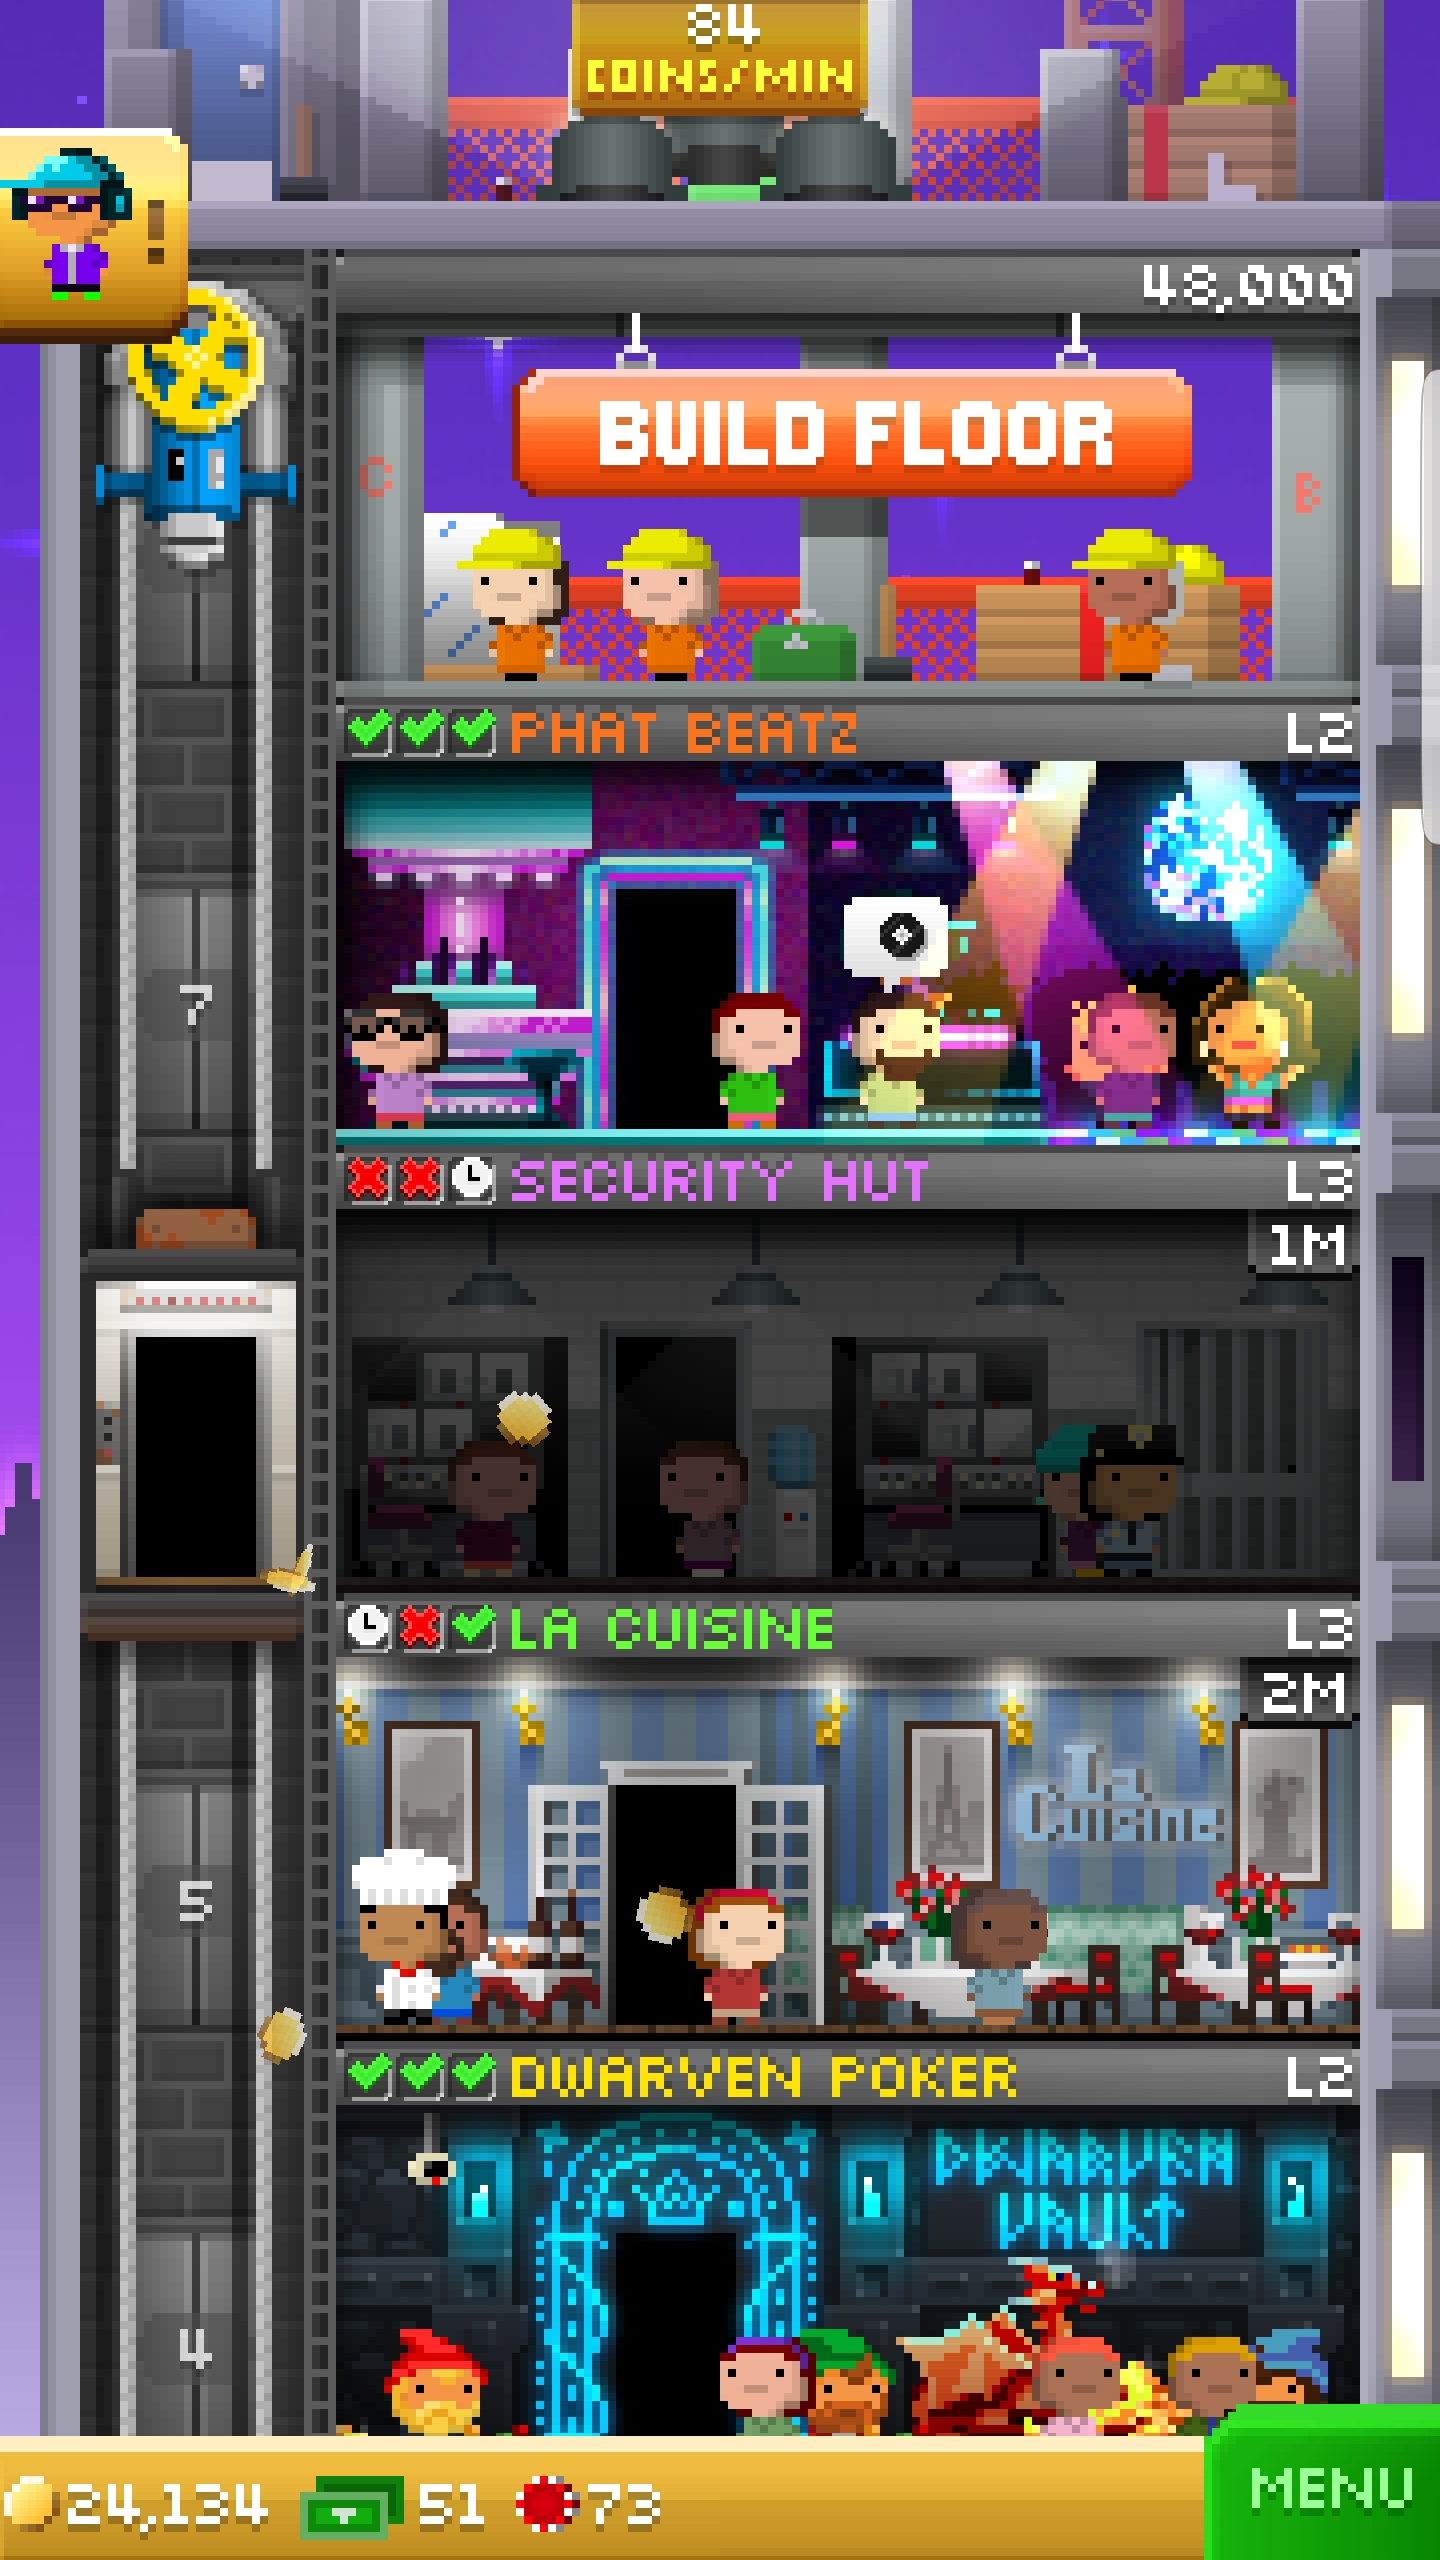 84
COINS/MIN
48,000
C
BUILD FLOOR
B
PHAT BEATZ L2
7
SECURITY HUT L3
1M
LA CUISINE L3
2M
La
Cuisine
5
DWARVEN POKER L2
DWARVEN
VAULT
4
24,134 51 73
MENU